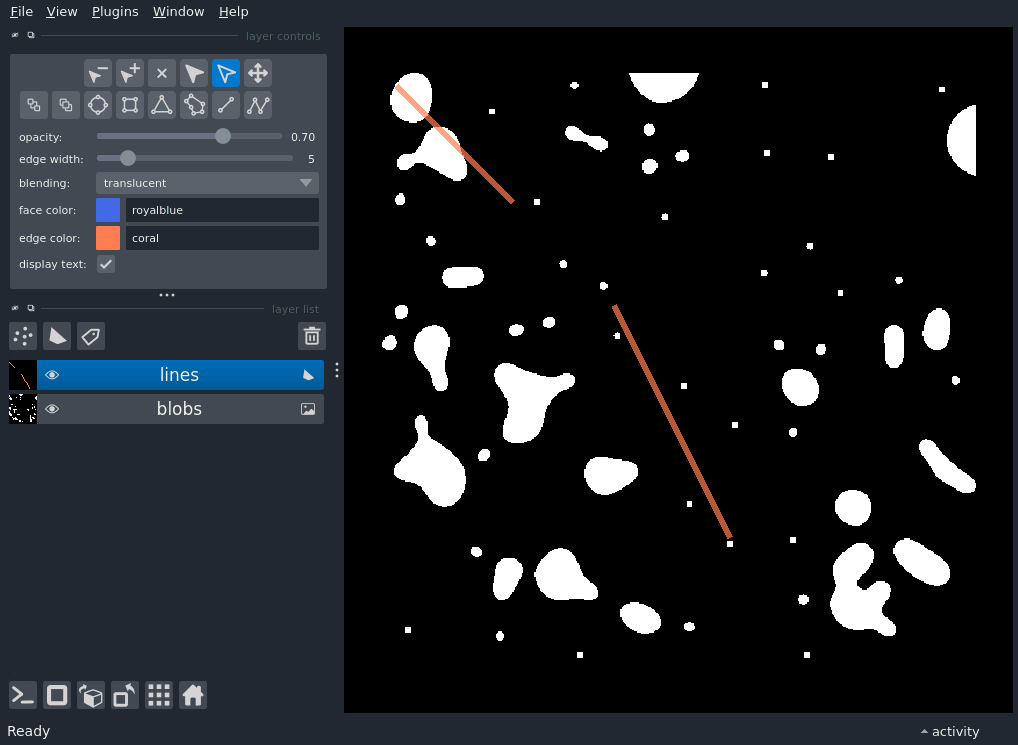 File View Plugins Window Help
layer controls
opacity: 0.70
edge width: 5
blending: translucent
face color: royalblue
edge color: coral
display text:
layer list
lines
blobs
Ready activity